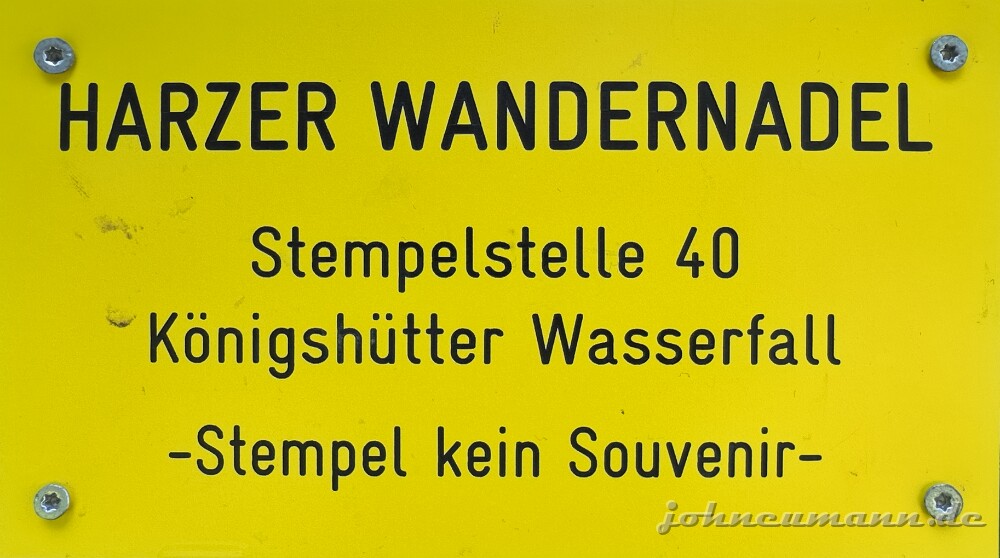 HARZER WANDERNADEL
Stempelstelle 40
Königshütter Wasserfall
-Stempel kein Souvenir-
johneumann.de